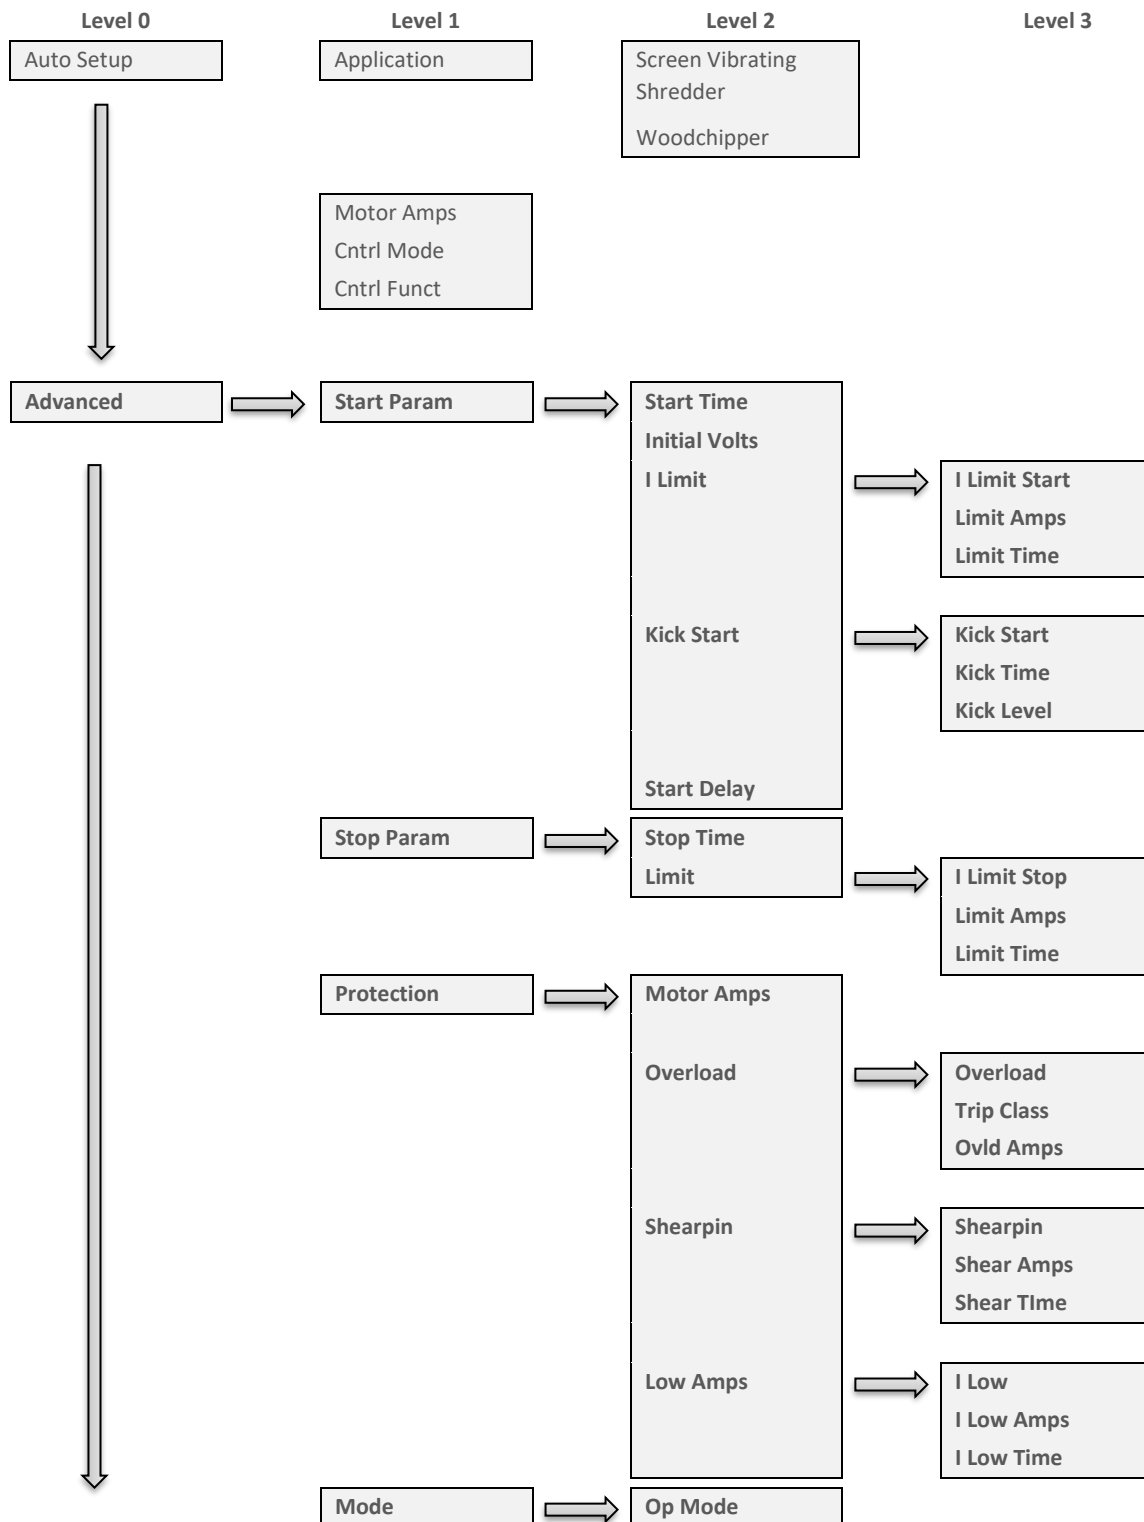 Level 0 Level 1 Level 2 Level 3
Auto Setup Application Screen Vibrating
Shredder
Woodchipper
Motor Amps
Cntrl Mode
Cntrl Funct
Advanced Start Param Start Time
Initial Volts
I Limit I Limit Start
Limit Amps
Limit Time
Kick Start Kick Start
Kick Time
Kick Level
Start Delay
Stop Param Stop Time
Limit I Limit Stop
Limit Amps
Limit Time
Protection Motor Amps
Overload Overload
Trip Class
Ovld Amps
Shearpin Shearpin
Shear Amps
Shear TIme
Low Amps I Low
I Low Amps
I Low Time
Mode Op Mode